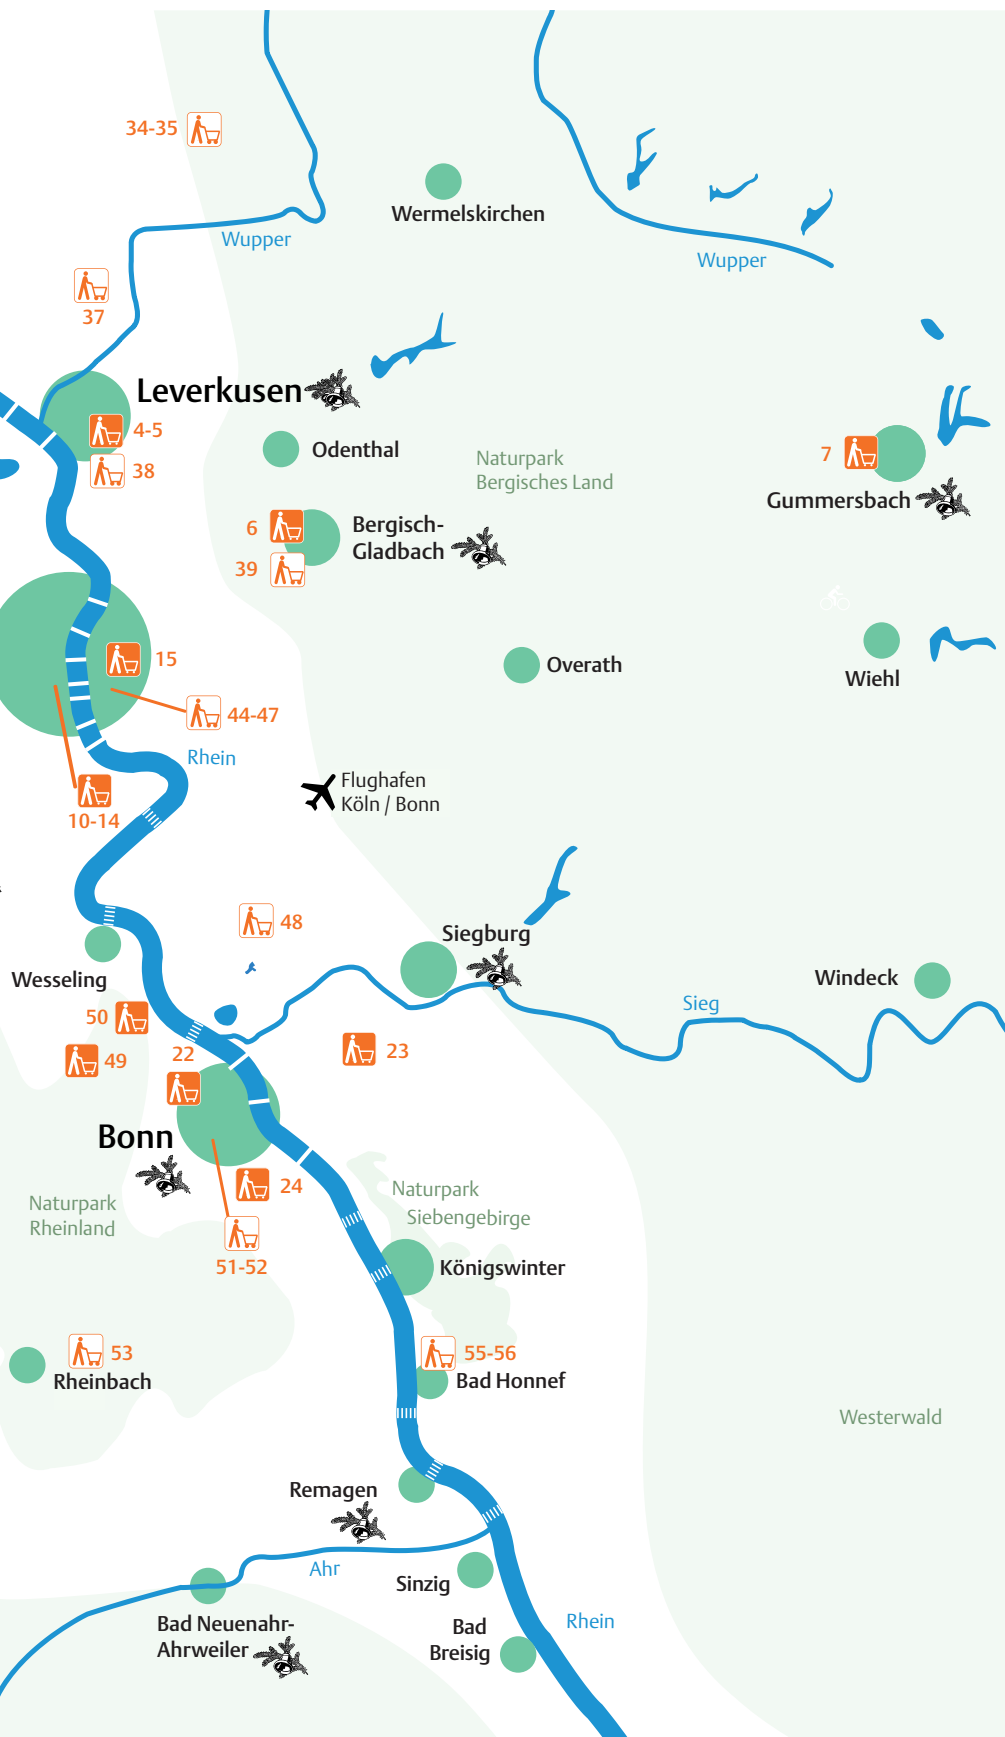 34-35
Wermelskirchen
Wupper
Wupper
37
Leverkusen
4-5
38
Odenthal
Naturpark
Bergisches Land
7
Gummersbach
6
Bergisch-
Gladbach
39
15
Overath
Wiehl
44-47
Rhein
Flughafen
Köln / Bonn
10-14
48
Siegburg
Wesseling
Windeck
Sieg
50
22
49
23
Bonn
24
Naturpark
Rheinland
Naturpark
Siebengebirge
51-52
Königswinter
53
Rheinbach
55-56
Bad Honnef
Westerwald
Remagen
Ahr
Sinzig
Bad Neuenahr-
Ahrweiler
Bad
Breisig
Rhein